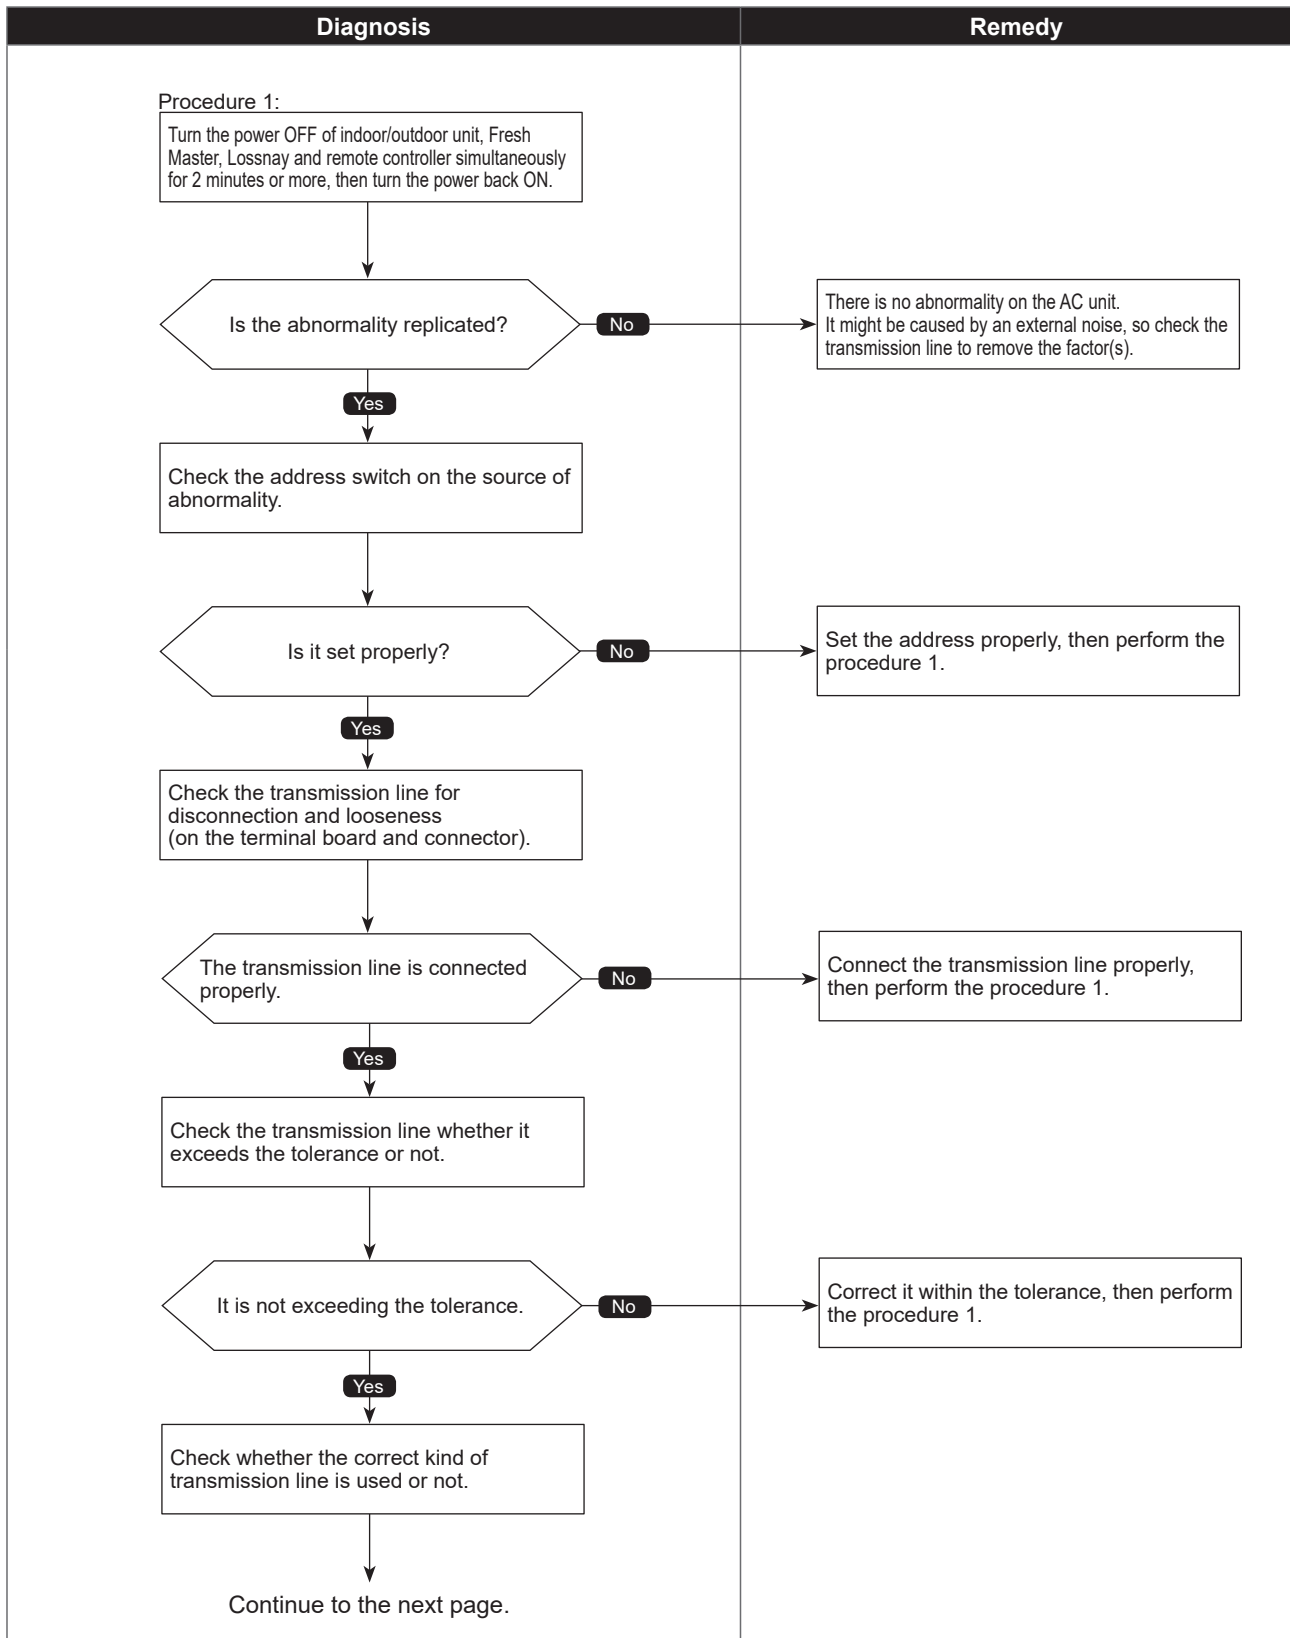 Diagnosis
Remedy
Procedure 1:
Turn the power OFF of indoor/outdoor unit, Fresh
Master, Lossnay and remote controller simultaneously
for 2 minutes or more, then turn the power back ON.
Is the abnormality replicated?
No
There is no abnormality on the AC unit.
It might be caused by an external noise, so check the
transmission line to remove the factor(s).
Yes
Check the address switch on the source of
abnormality.
Is it set properly?
No
Set the address properly, then perform the
procedure 1.
Yes
Check the transmission line for
disconnection and looseness
(on the terminal board and connector).
The transmission line is connected
properly.
No
Connect the transmission line properly,
then perform the procedure 1.
Yes
Check the transmission line whether it
exceeds the tolerance or not.
It is not exceeding the tolerance.
No
Correct it within the tolerance, then perform
the procedure 1.
Yes
Check whether the correct kind of
transmission line is used or not.
Continue to the next page.